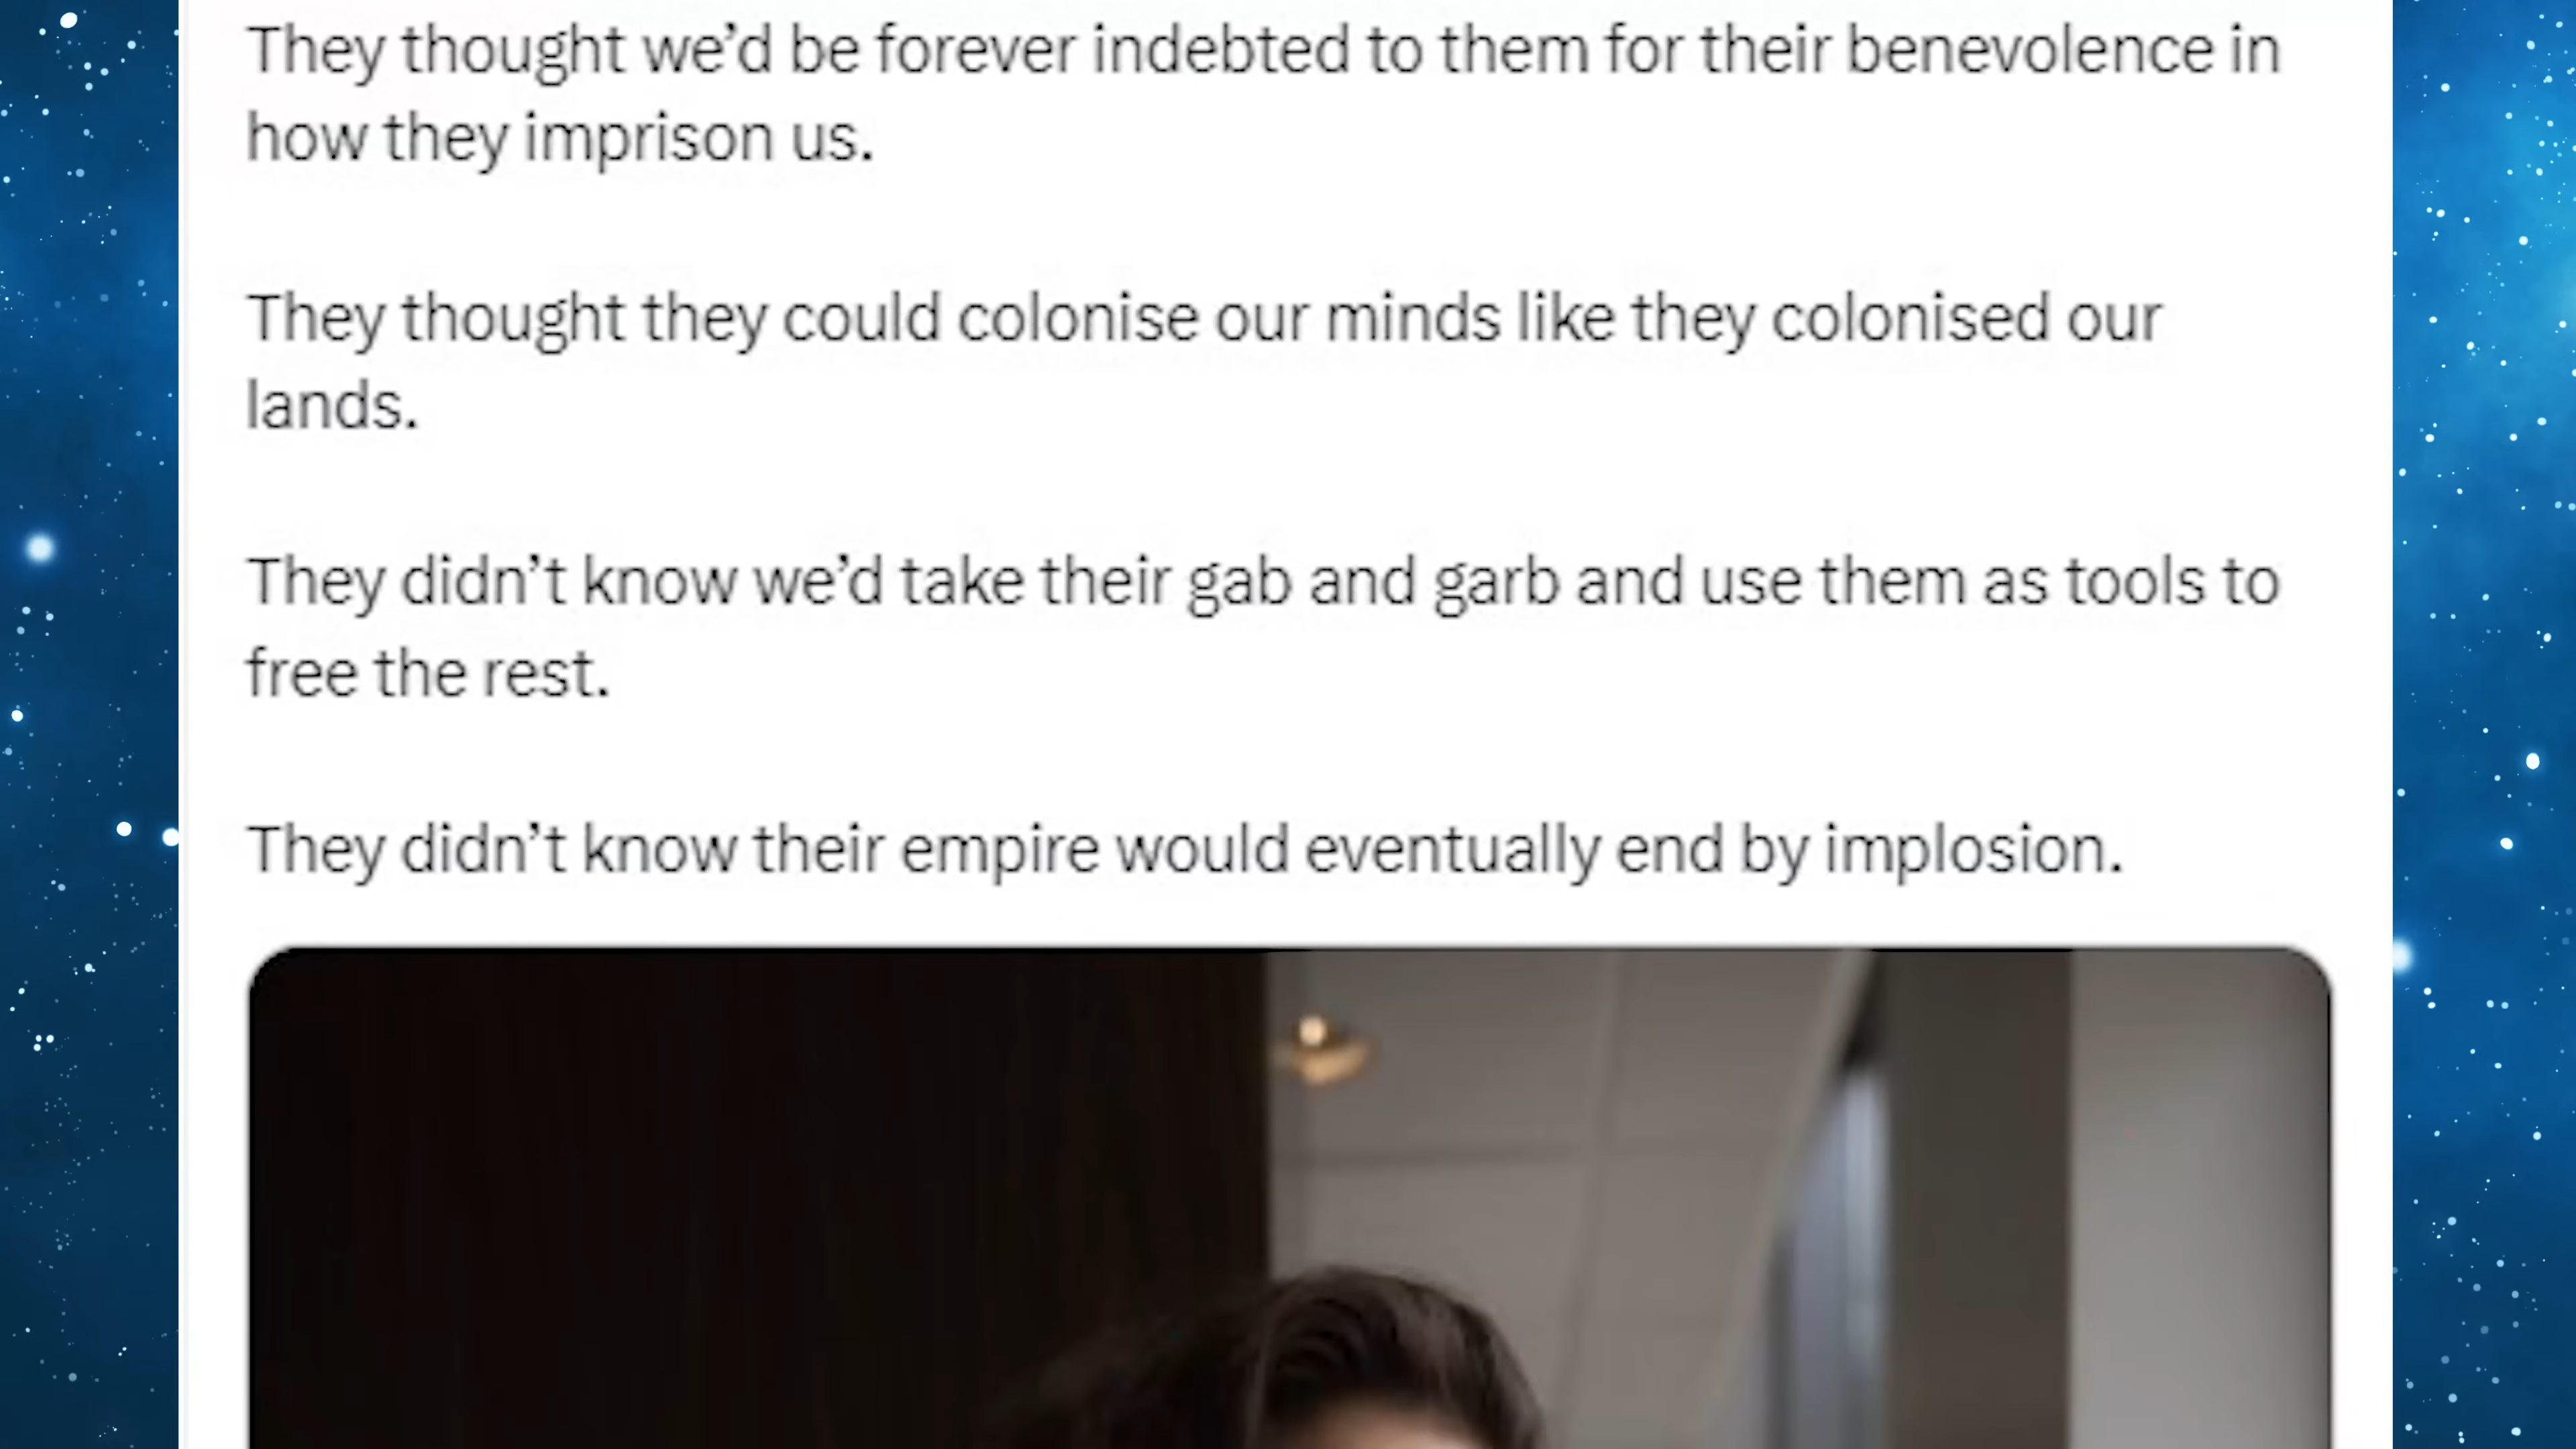 They thought we’d be forever indebted to them for their benevolence in
how they imprison us.
They thought they could colonise our minds like they colonised our
lands.
They didn’t know we’d take their gab and garb and use them as tools to
free the rest.
They didn’t know their empire would eventually end by implosion.